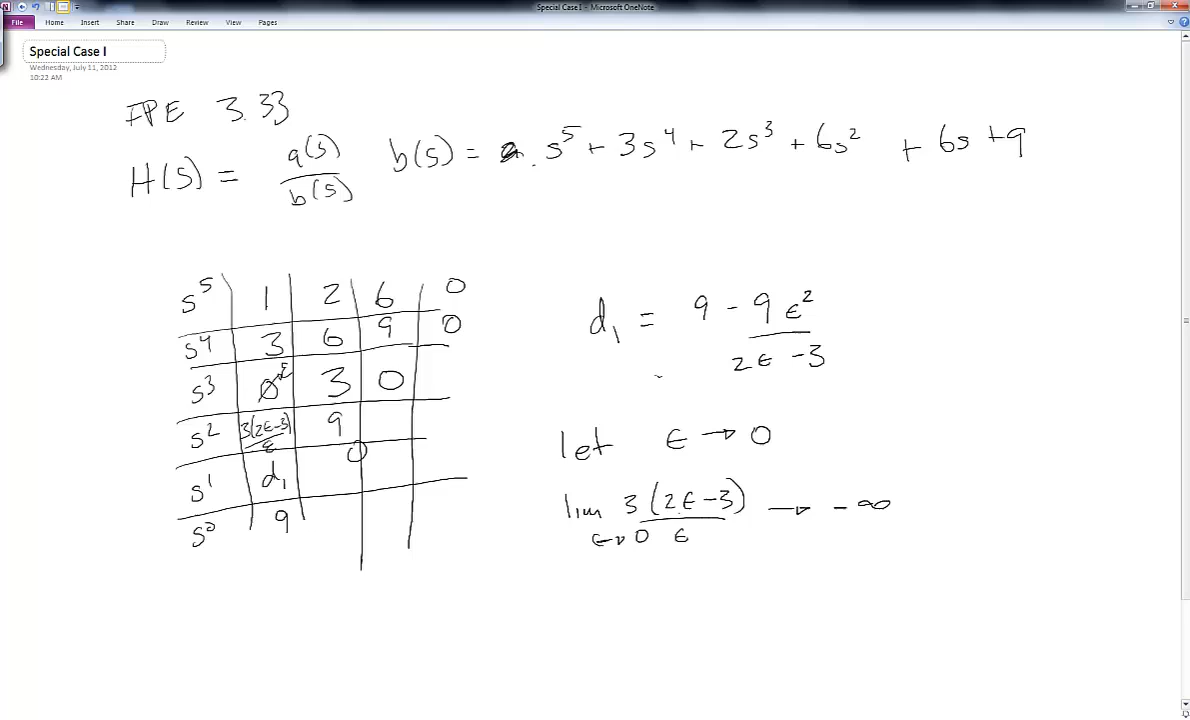 Special Case I - Microsoft OneNote
File Home Insert Share Draw Review View Pages
Special Case I
Wednesday, July 11, 2012
10:22 AM
FPE 3.33
H(s) = a(s)/b(s) b(s) = s⁵ + 3s⁴ + 2s³ + 6s² + 6s + 9
s⁵ 1 2 6 0
s⁴ 3 6 9 0
s³ 0 ε 3 0
s² 3(2ε-3)/ε 9
s¹ d₁ 0
s⁰ 9
d₁ = 9 - 9ε²/2ε - 3
let ε → 0
lim ε→0 3(2ε-3)/ε → -∞